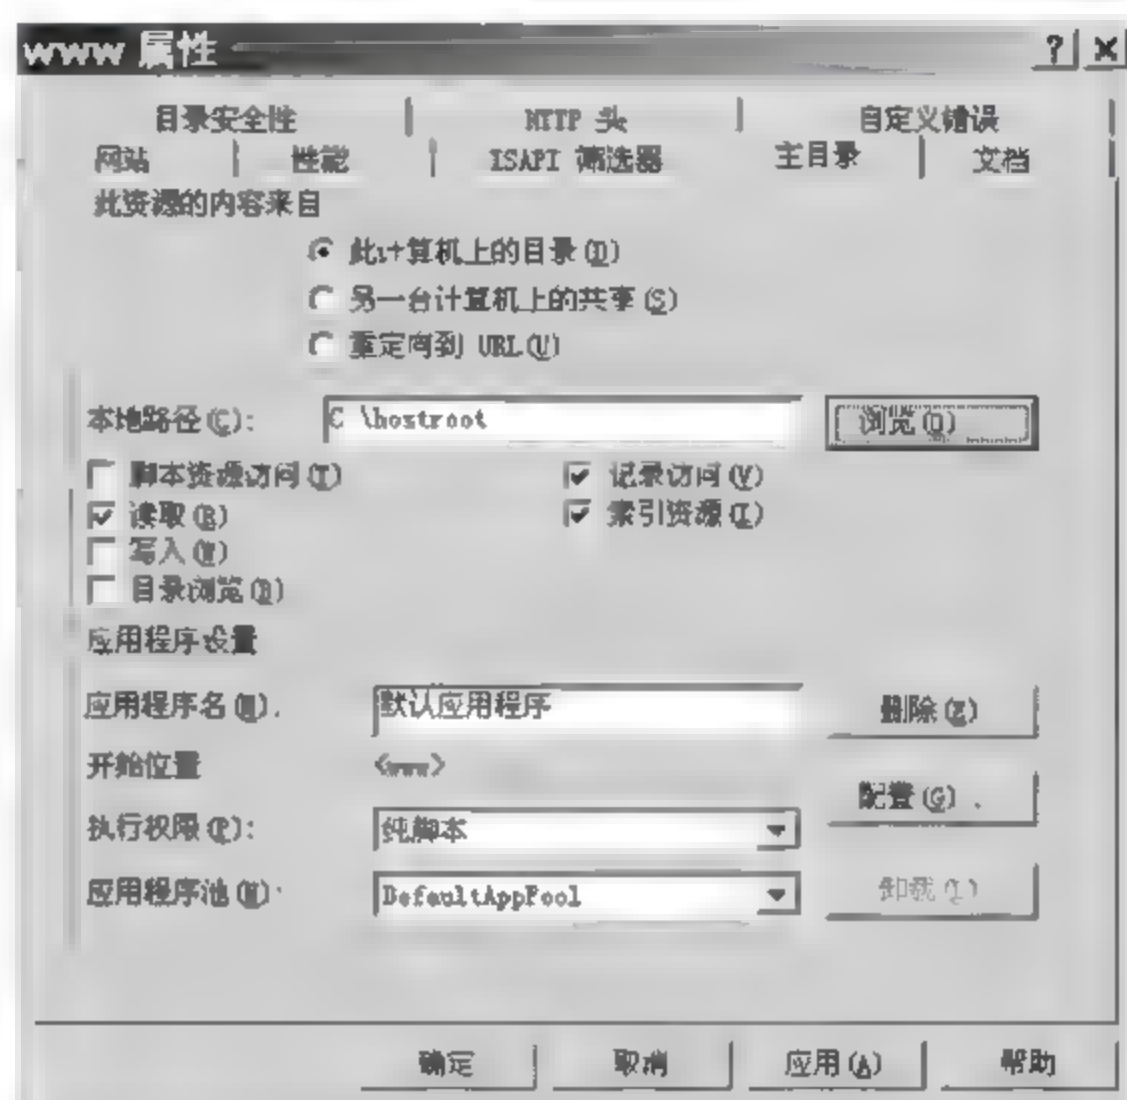 www 属性
目录安全性 HTTP 头 自定义错误
网站 性能 ISAPI 筛选器 主目录 文档
此资源的内容来自
此计算机上的目录(D)
另一台计算机上的共享(S)
重定向到 URL(U)
本地路径(C): C \hostroot 浏览(O)
脚本资源访问(T) 记录访问(V)
读取(R) 索引资源(I)
写入(W)
目录浏览(B)
应用程序设置
应用程序名(M). 默认应用程序 删除(E)
开始位置 <www>
配置(G) .
执行权限(P): 纯脚本
应用程序池(N): DefaultAppPool 卸载(L)
确定 取消 应用(A) 帮助